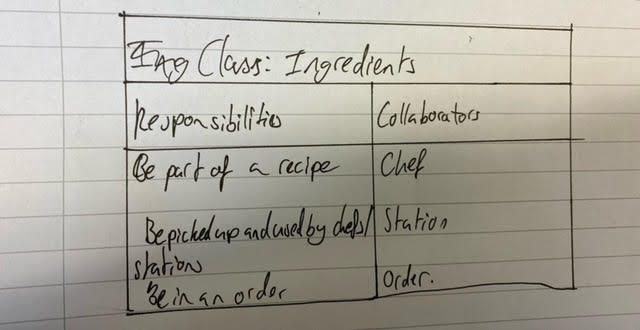 Class: Ingredients
Responsibilities Collaborators
Be part of a recipe Chef
Be picked up and used by chefs/ Station
stations
Be in an order Order.